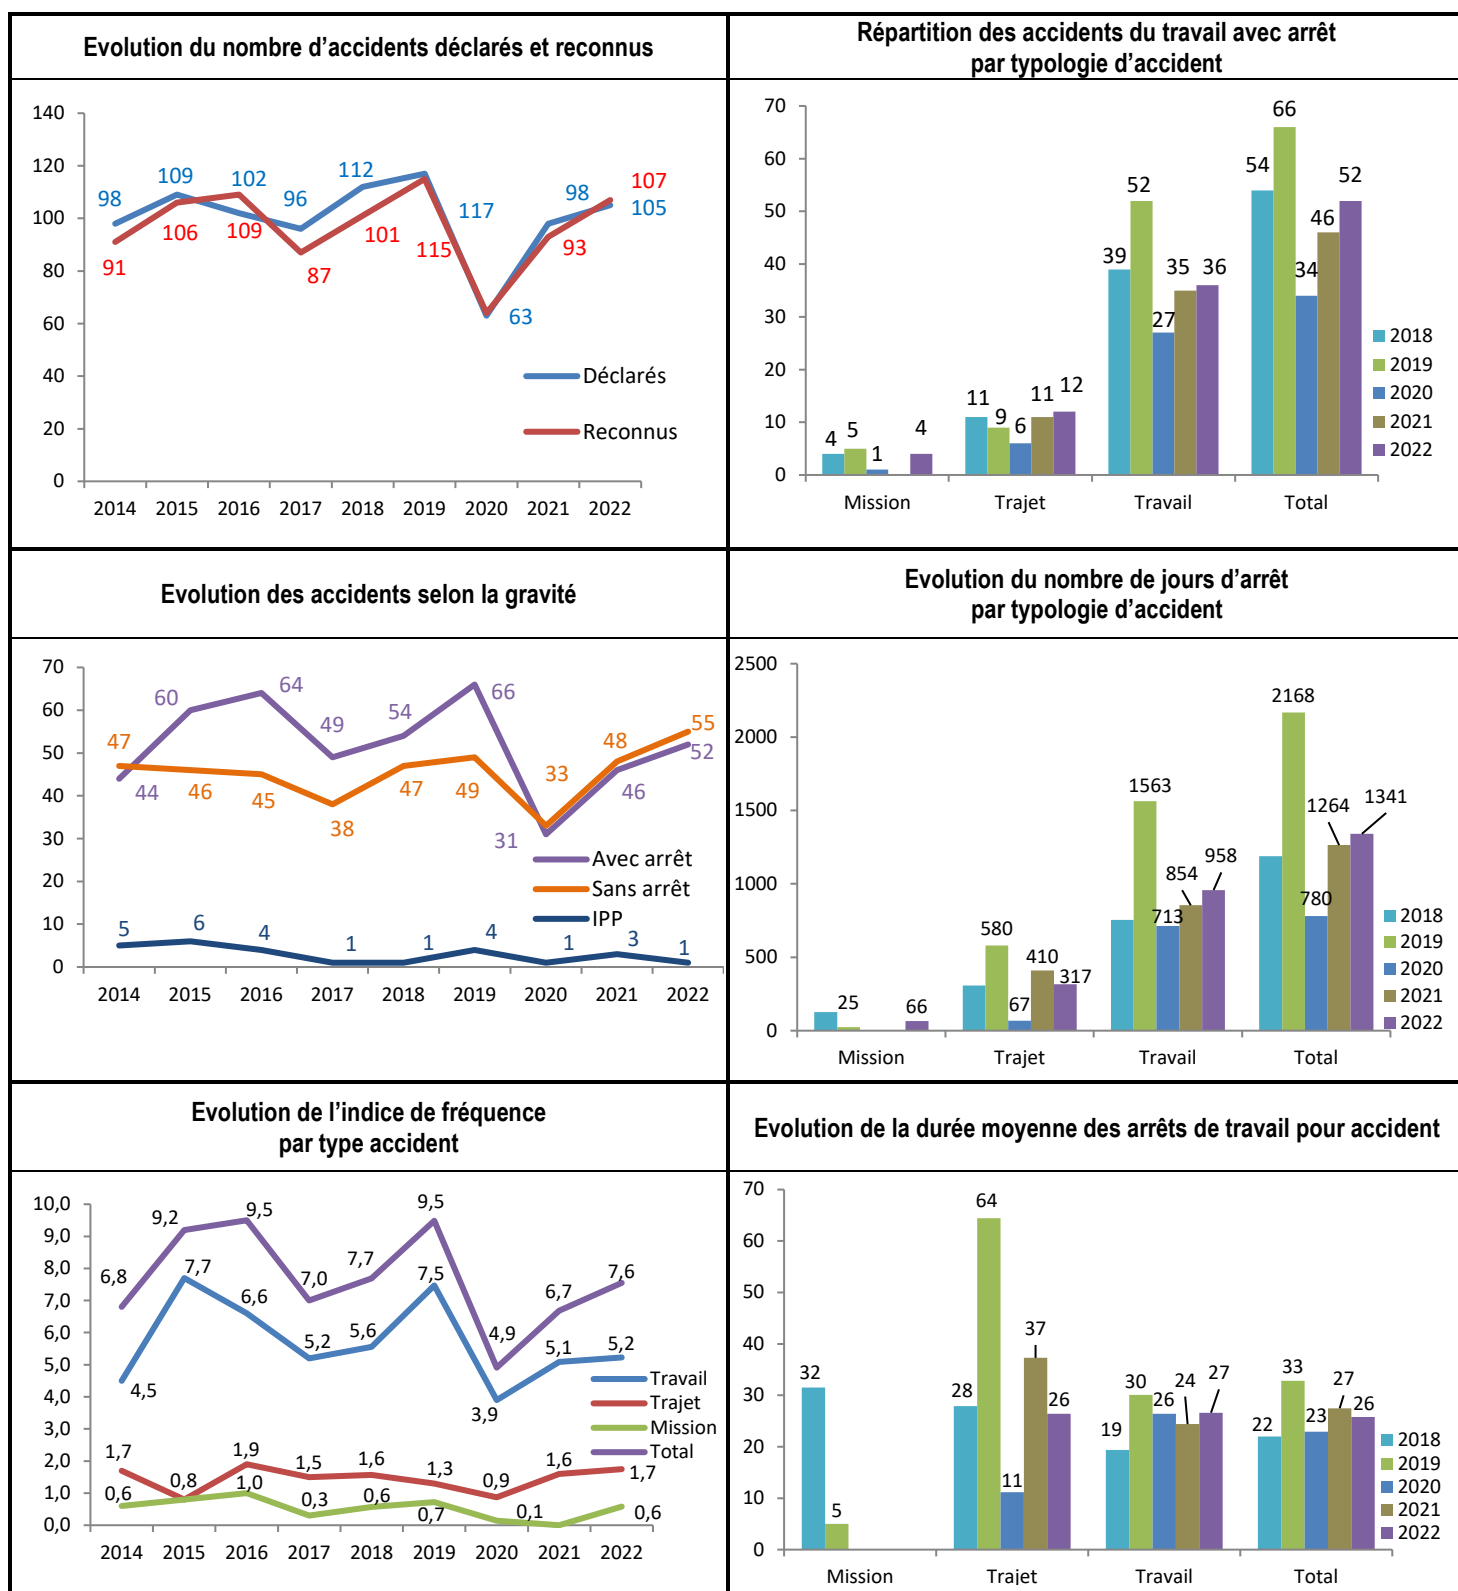 Evolution du nombre d'accidents déclarés et reconnus
140
120
100
80
60
40
20
0
98 109 102 96 112 117 63 98 105
91 106 109 87 101 115 93 107
Déclarés
Reconnus
2014 2015 2016 2017 2018 2019 2020 2021 2022
Répartition des accidents du travail avec arrêt
par typologie d'accident
70
60
50
40
30
20
10
0
4 5 1 4
11 9 6 11 12
39 52 27 35 36
54 66 34 46 52
Mission Trajet Travail Total
2018
2019
2020
2021
2022
Evolution des accidents selon la gravité
70
60
50
40
30
20
10
0
44 60 64 49 54 66 31 46 52
47 46 45 38 47 49 33 48 55
5 6 4 1 1 4 1 3 1
Avec arrêt
Sans arrêt
IPP
2014 2015 2016 2017 2018 2019 2020 2021 2022
Evolution du nombre de jours d'arrêt
par typologie d'accident
2500
2000
1500
1000
500
0
25 66
580 67 410 317
1563 713 854 958
2168 780 1264 1341
Mission Trajet Travail Total
2018
2019
2020
2021
2022
Evolution de l'indice de fréquence
par type accident
10,0
9,0
8,0
7,0
6,0
5,0
4,0
3,0
2,0
1,0
0,0
6,8 9,2 9,5 7,0 7,7 9,5 4,9 6,7 7,6
4,5 7,7 6,6 5,2 5,6 7,5 3,9 5,1 5,2
1,7 0,8 1,9 1,5 1,6 1,3 0,9 1,6 1,7
0,6 1,0 0,3 0,6 0,7 0,1 0,6
Travail
Trajet
Mission
Total
2014 2015 2016 2017 2018 2019 2020 2021 2022
Evolution de la durée moyenne des arrêts de travail pour accident
70
60
50
40
30
20
10
0
32 5
28 64 11 37 26
19 30 26 24 27
22 33 23 27 26
Mission Trajet Travail Total
2018
2019
2020
2021
2022